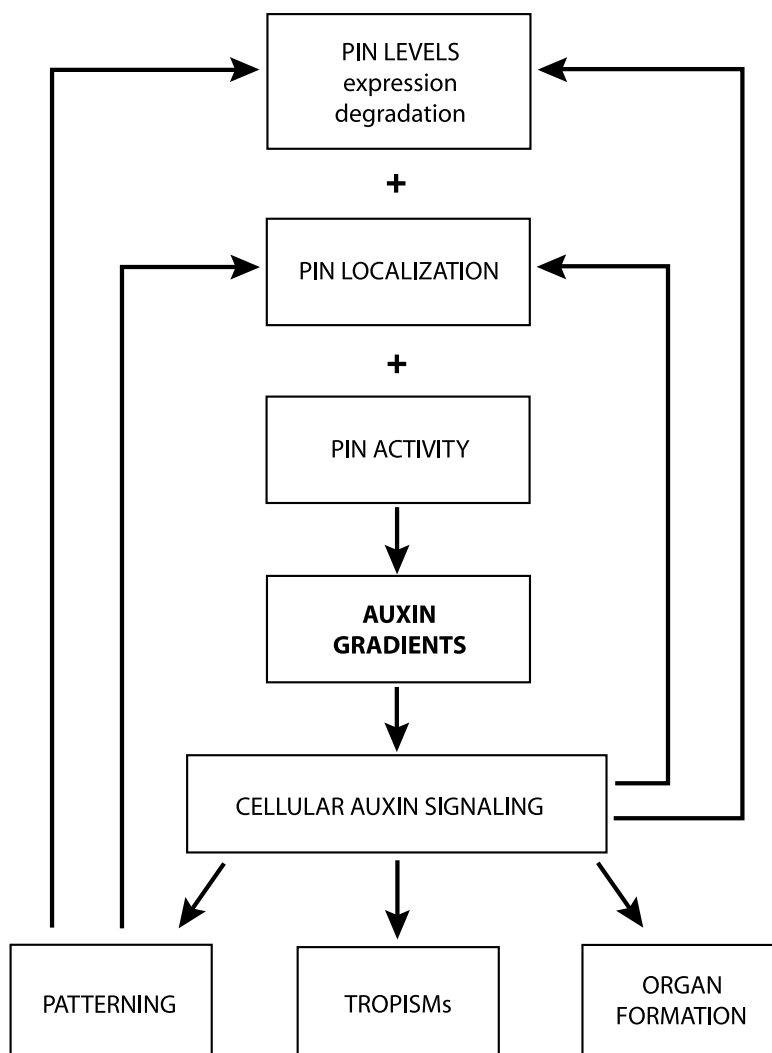 PIN LEVELS
expression
degradation
+
PIN LOCALIZATION
+
PIN ACTIVITY
AUXIN
GRADIENTS
CELLULAR AUXIN SIGNALING
PATTERNING
TROPISMs
ORGAN
FORMATION